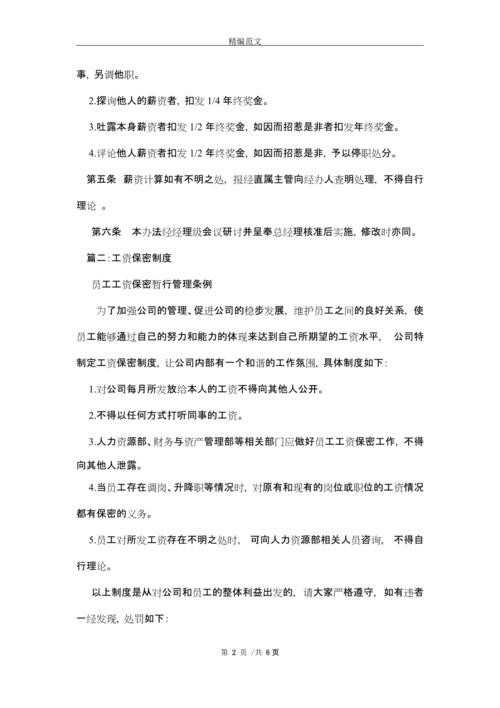 精编范文
事, 另调他职。
2.探询他人的薪资者, 扣发 1/4 年终奖金。
3.吐露本身薪资者扣发 1/2 年终奖金, 如因而招惹是非者扣发年终奖金。
4.评论他人薪资者扣发 1/2 年终奖金, 如因而招惹是非, 予以停职处分。
第五条 薪资计算如有不明之处, 报经直属主管向经办人查明处理, 不得自行
理论 。
第六条 本办法经经理级会议研讨并呈奉总经理核准后实施, 修改时亦同。
篇二:工资保密制度
员工工资保密暂行管理条例
为了加强公司的管理、促进公司的稳步发展, 维护员工之间的良好关系, 使
员工能够通过自己的努力和能力的体现来达到自己所期望的工资水平, 公司特
制定工资保密制度, 让公司内部有一个和谐的工作氛围, 具体制度如下:
1.对公司每月所发放给本人的工资不得向其他人公开。
2.不得以任何方式打听同事的工资。
3.人力资源部、财务与资产管理部等相关部门应做好员工工资保密工作, 不得
向其他人泄露。
4.当员工存在调岗、升降职等情况时, 对原有和现有的岗位或职位的工资情况
都有保密的义务。
5.员工对所发工资存在不明之处时, 可向人力资源部相关人员咨询, 不得自
行理论。
以上制度是从对公司和员工的整体利益出发的, 请大家严格遵守, 如有违者
一经发现, 处罚如下:
第 2 页 /共 6页